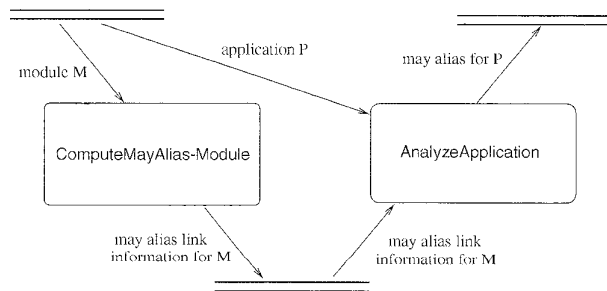 application P
may alias for P
module M
ComputeMayAlias-Module
AnalyzeApplication
may alias link
information for M
may alias link
information for M